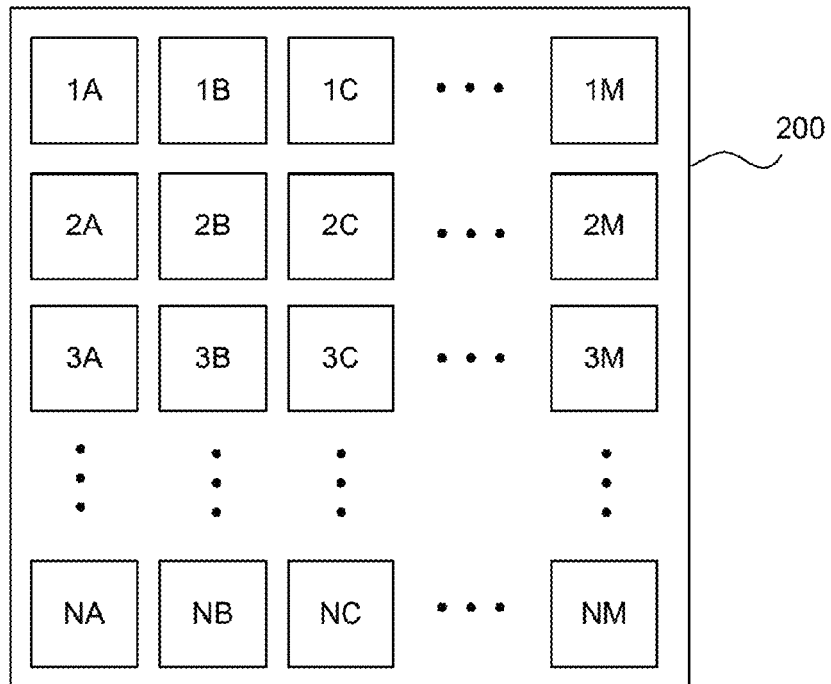 1A 1B 1C ••• 1M
200
2A 2B 2C ••• 2M
3A 3B 3C ••• 3M
NA NB NC ••• NM